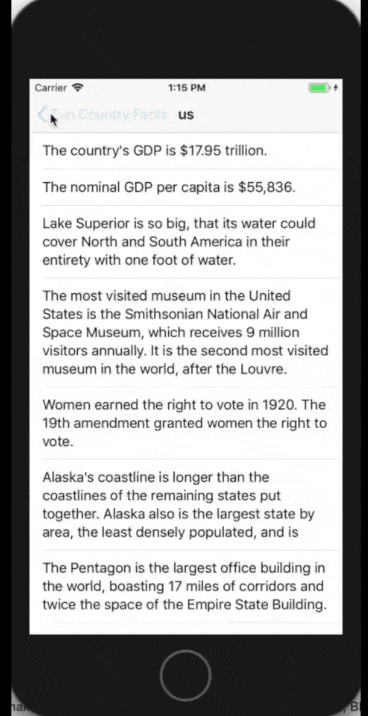 Carrier 1:15 PM
Fun Country Facts us
The country's GDP is $17.95 trillion.
The nominal GDP per capita is $55,836.
Lake Superior is so big, that its water could
cover North and South America in their
entirety with one foot of water.
The most visited museum in the United
States is the Smithsonian National Air and
Space Museum, which receives 9 million
visitors annually. It is the second most visited
museum in the world, after the Louvre.
Women earned the right to vote in 1920. The
19th amendment granted women the right to
vote.
Alaska's coastline is longer than the
coastlines of the remaining states put
together. Alaska also is the largest state by
area, the least densely populated, and is
The Pentagon is the largest office building in
the world, boasting 17 miles of corridors and
twice the space of the Empire State Building.